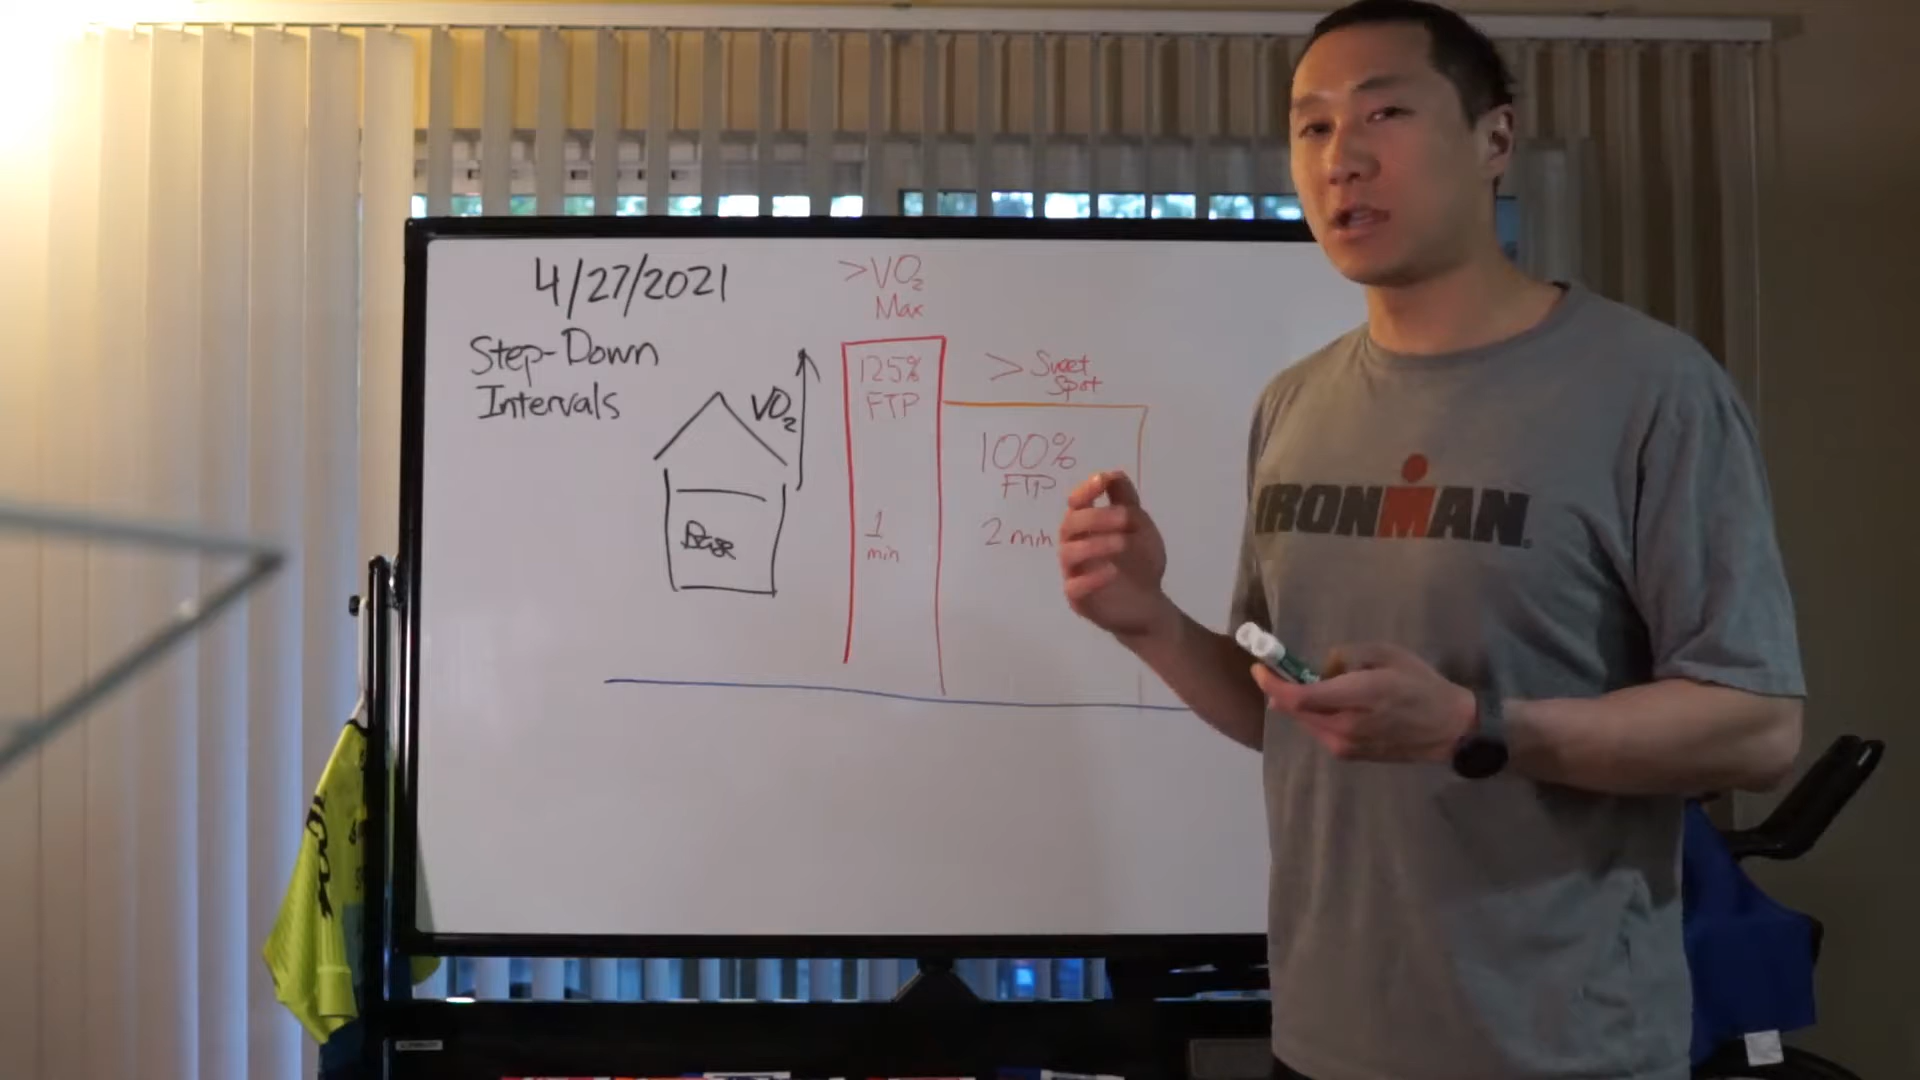 4/27/2021
Step-Down
Intervals
>VO2
Max
125%
FTP
1
min
> Sweet
Spot
100%
FTP
2 min
VO2
Base
IRONMAN